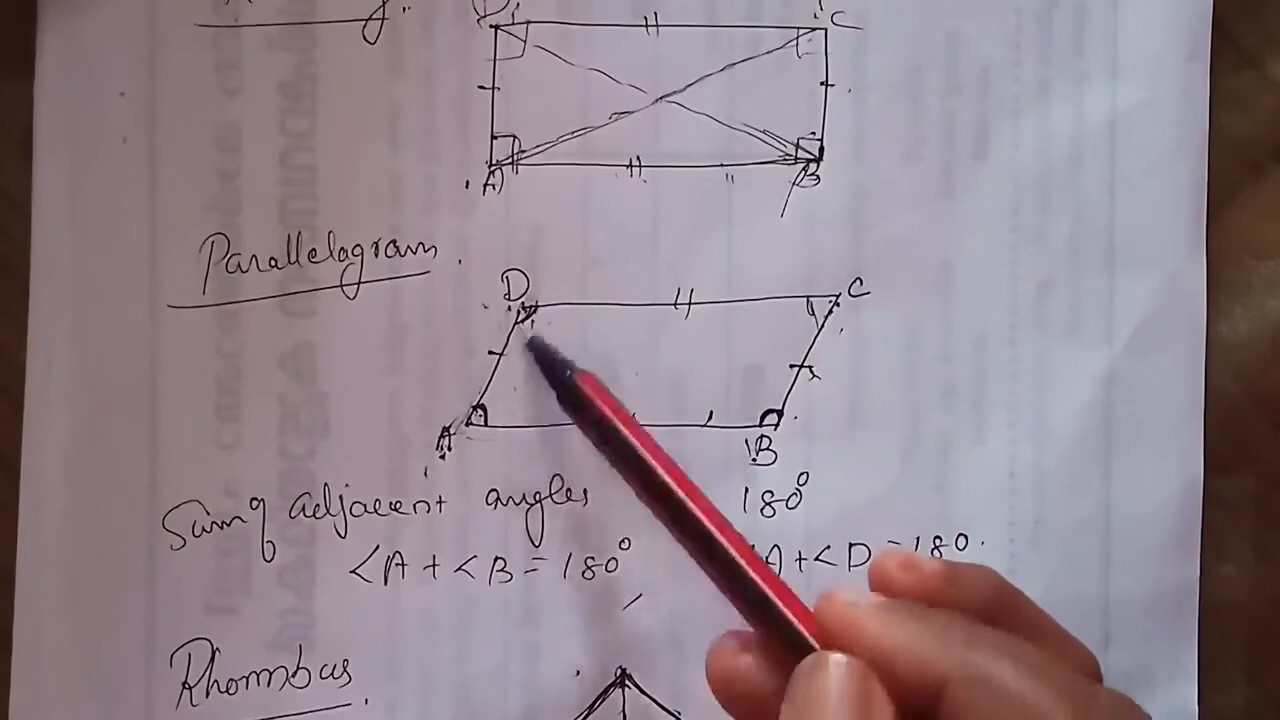 D C
A B
Parallelagram.
D C
A B
Sum of adjacent angles 180°
<A + <B = 180° A + <D = 180.
Rhombus.